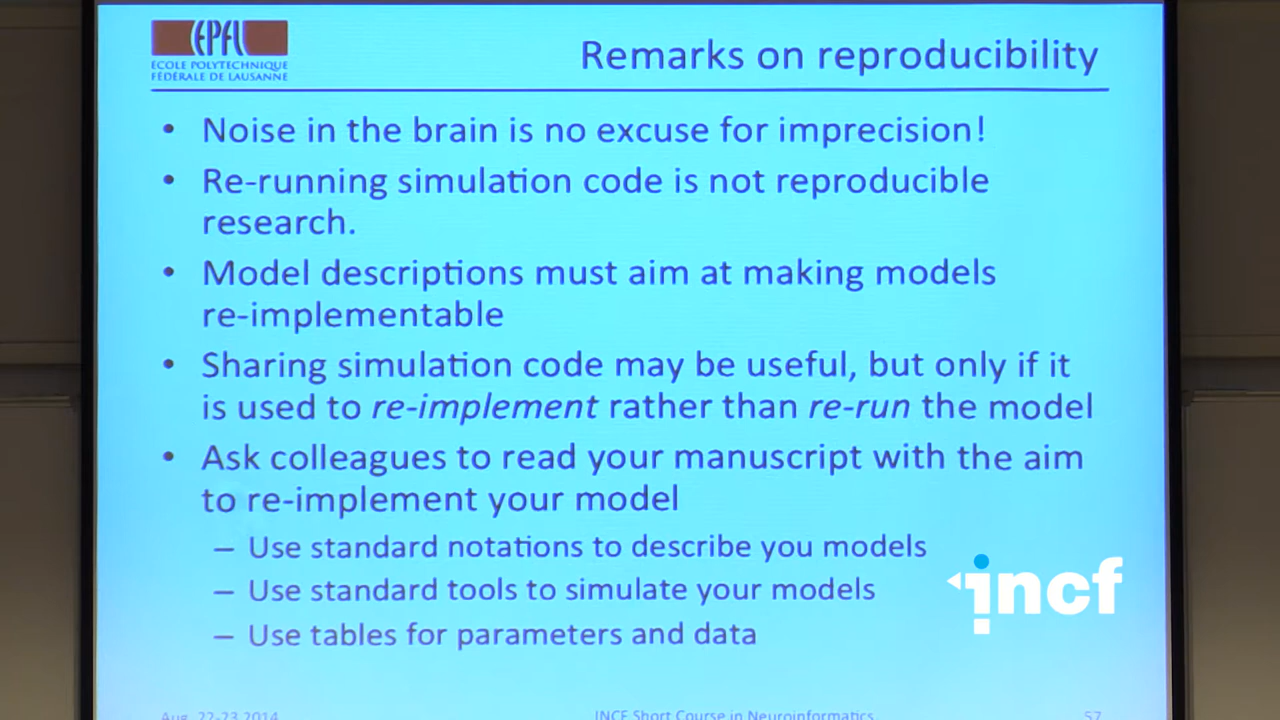 EPFL
ÉCOLE POLYTECHNIQUE
FÉDÉRALE DE LAUSANNE
Remarks on reproducibility
• Noise in the brain is no excuse for imprecision!
• Re-running simulation code is not reproducible
research.
• Model descriptions must aim at making models
re-implementable
• Sharing simulation code may be useful, but only if it
is used to re-implement rather than re-run the model
• Ask colleagues to read your manuscript with the aim
to re-implement your model
– Use standard notations to describe you models
– Use standard tools to simulate your models
– Use tables for parameters and data
incf
Aug. 22-23 2014 INCF Short Course in Neuroinformatics 57